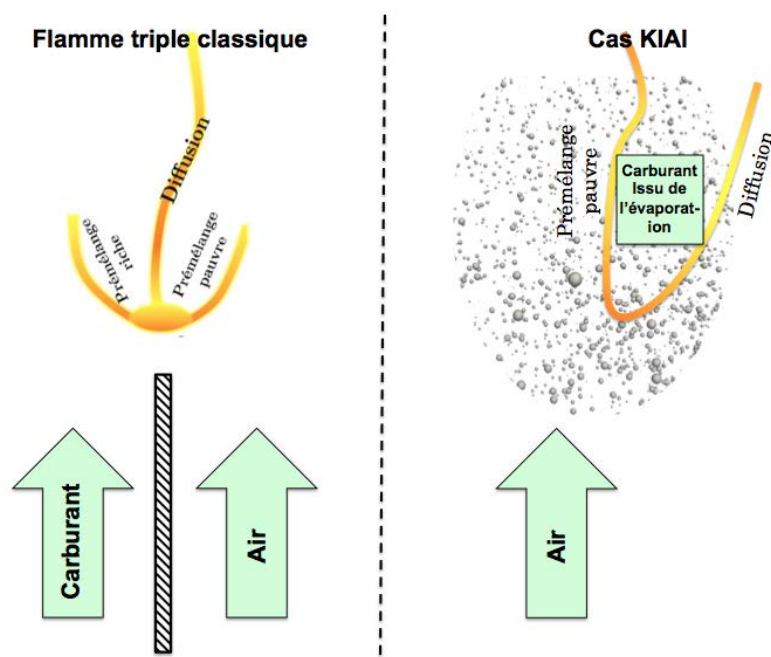 Flamme triple classique
Diffusion
Prémélange
riche
Prémélange
pauvre
Carburant
Air
Cas KIAI
Prémélange
pauvre
Carburant
Issu de
l'évaporat-
ion
Diffusion
Air